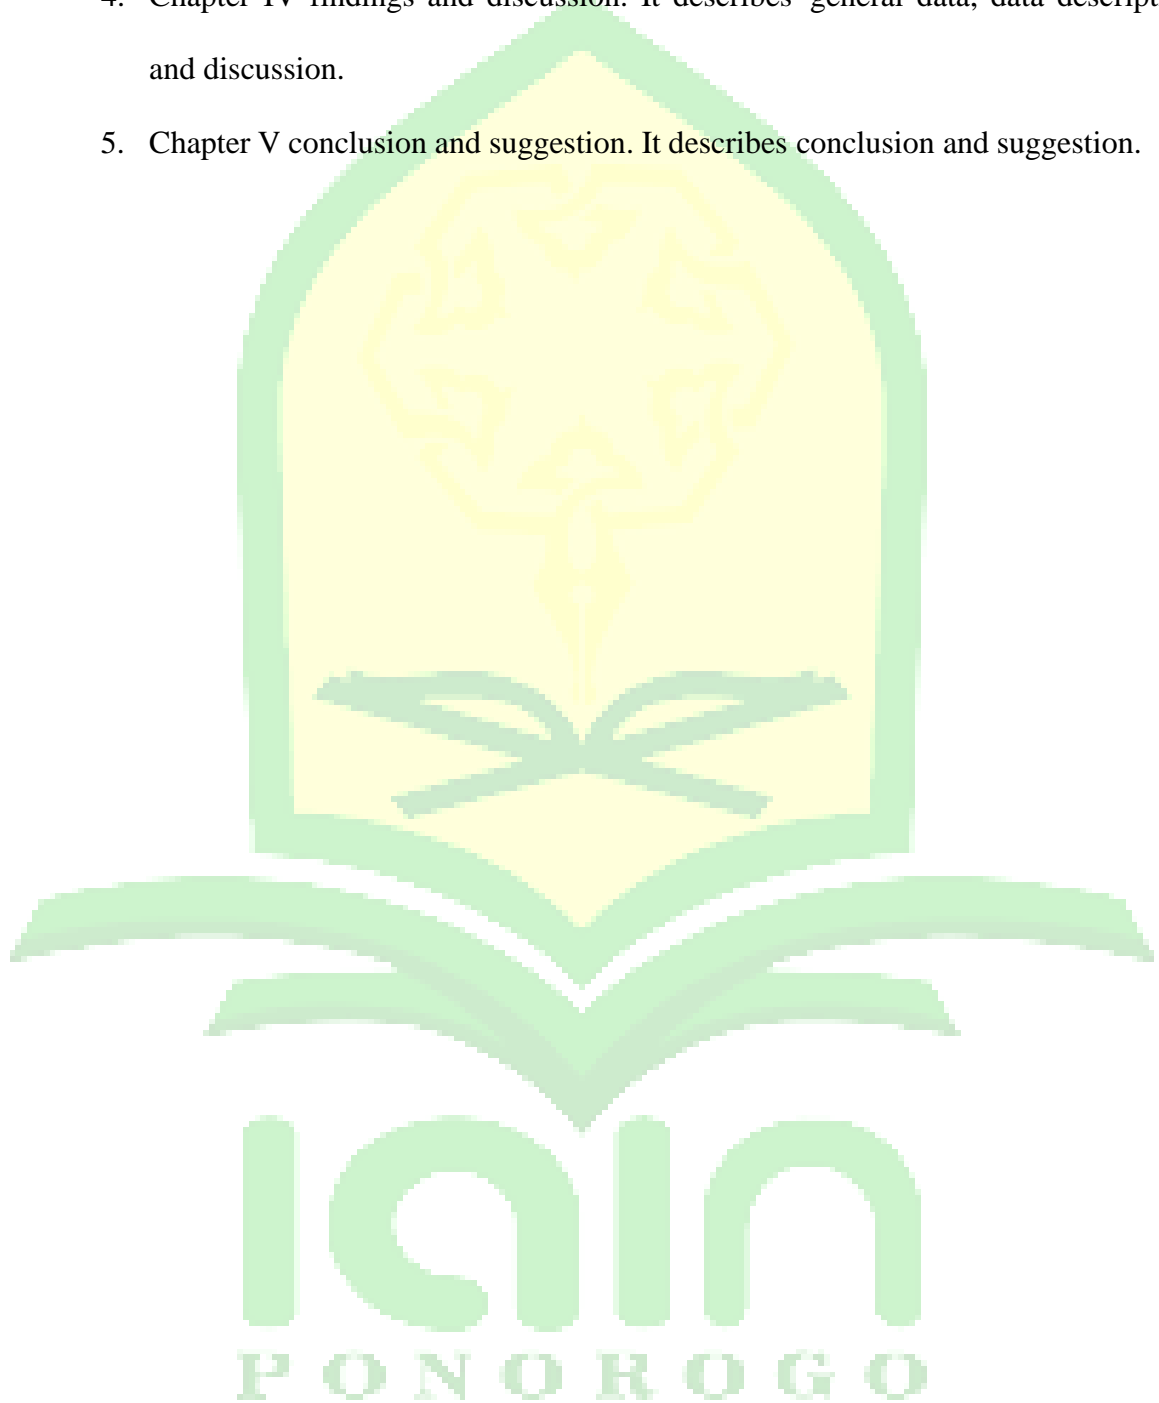 4. Chapter IV findings and discussion. It describes general data, data descript
and discussion.
5. Chapter V conclusion and suggestion. It describes conclusion and suggestion.
iain
PONOROGO